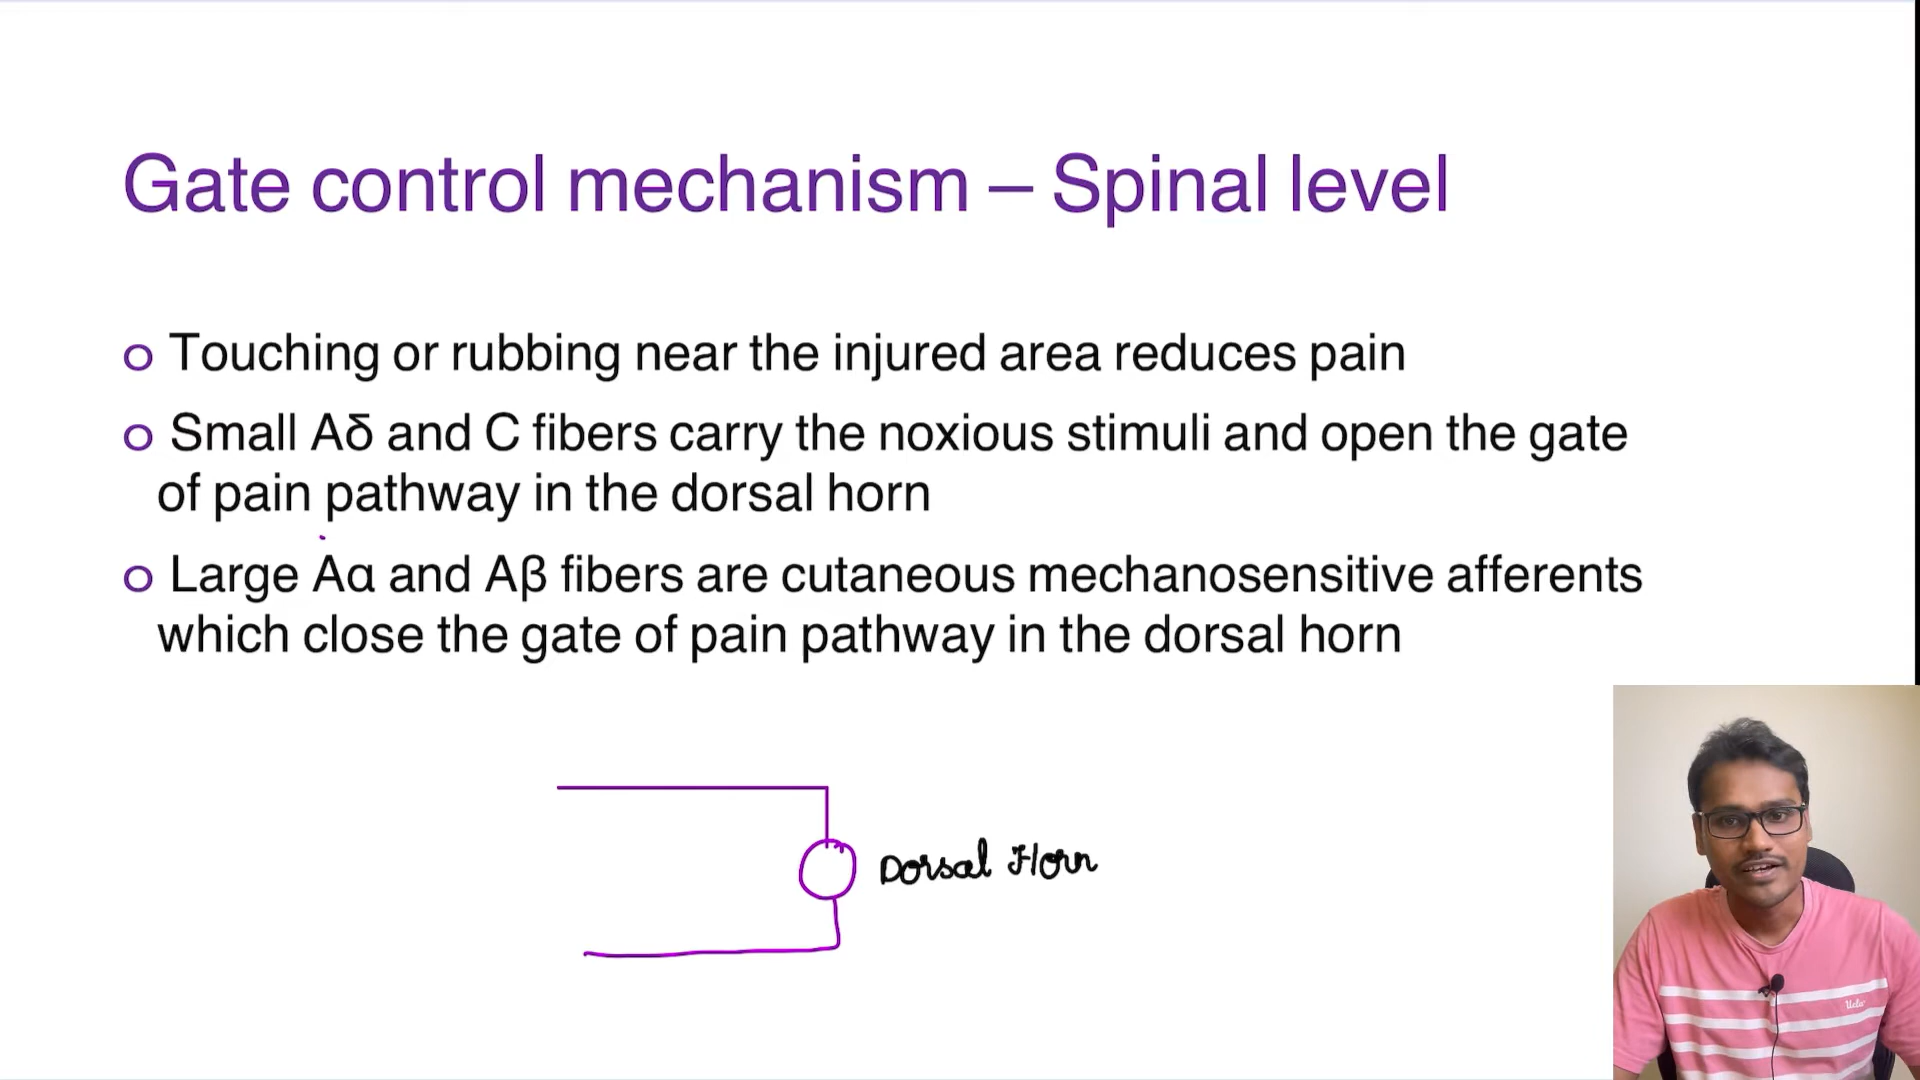 Gate control mechanism – Spinal level
o Touching or rubbing near the injured area reduces pain
o Small Aδ and C fibers carry the noxious stimuli and open the gate
of pain pathway in the dorsal horn
o Large Aα and Aβ fibers are cutaneous mechanosensitive afferents
which close the gate of pain pathway in the dorsal horn
Dorsal Horn